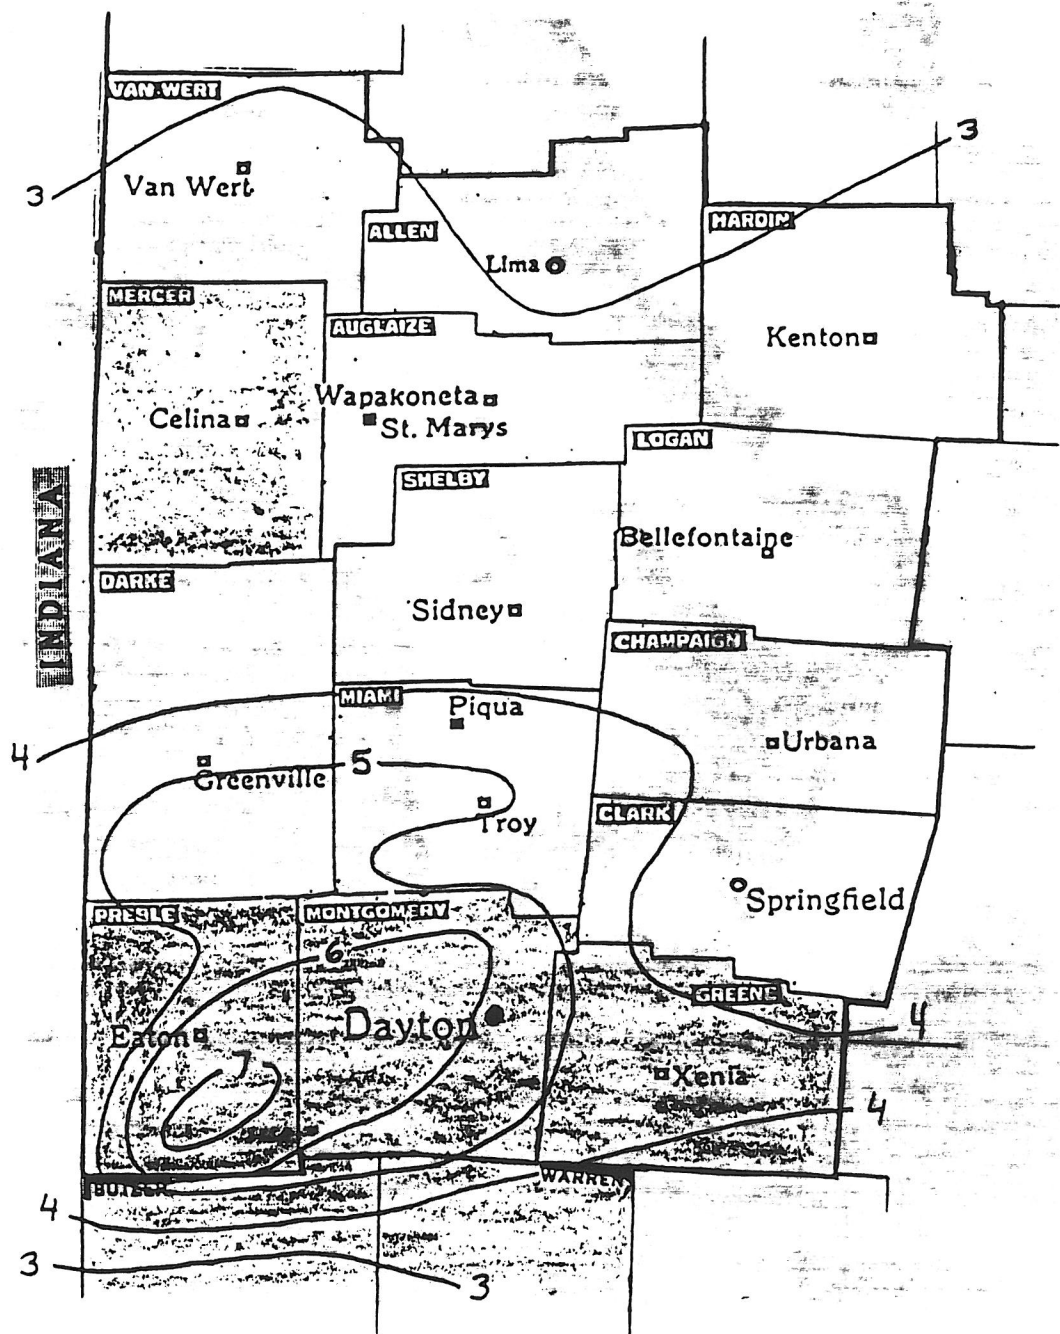 VAN WERT
3
Van Wert
3
ALLEN
HARDIN
Lima
MERCER
AUGLAIZE
Kenton
Wapakoneta
Celina
St. Marys
LOGAN
SHELBY
INDIANA
Bellefontaine
DARKE
Sidney
CHAMPAIGN
MIAMI
Piqua
4
Urbana
5
Greenville
CLARK
Troy
Springfield
PREBLE
MONTGOMERY
6
GREENE
Dayton
4
Eaton
7
Xenia
4
BUTLER
WARREN
4
3
3